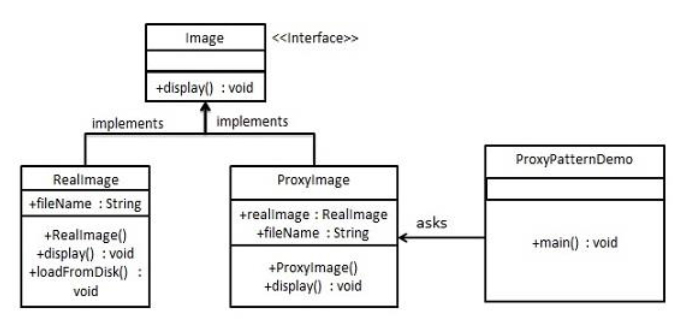 Image
<<Interface>>
+display() : void
implements
implements
RealImage
+fileName : String
+RealImage()
+display() : void
+loadFromDisk() :
void
ProxyImage
+realImage : RealImage
+fileName : String
+ProxyImage()
+display() : void
asks
ProxyPatternDemo
+main() : void